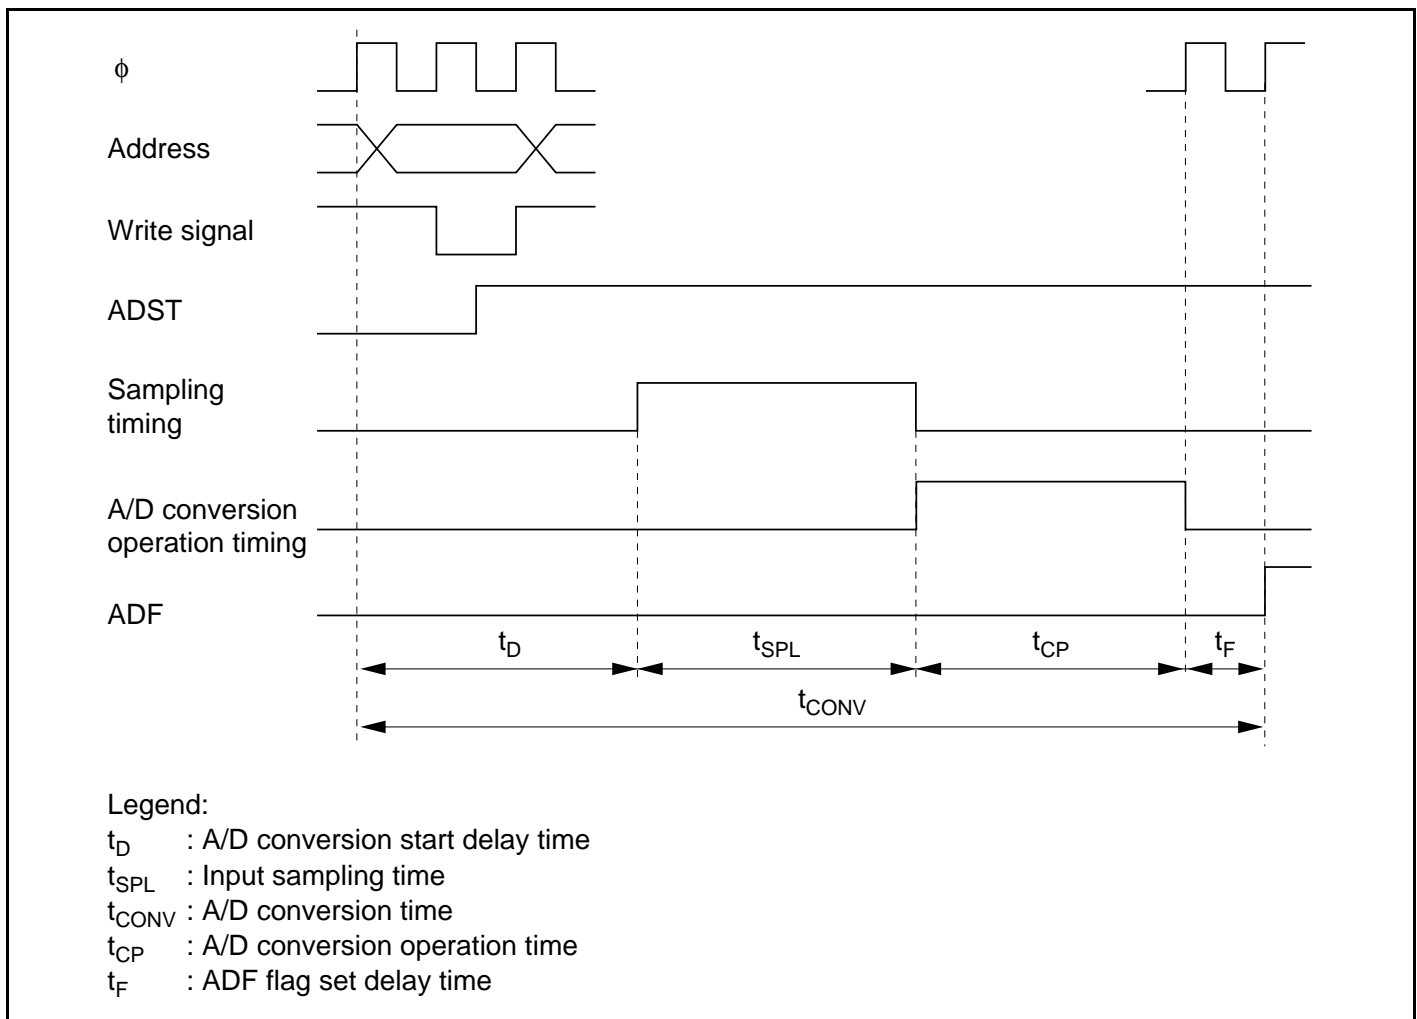 ϕ
Address
Write signal
ADST
Sampling
timing
A/D conversion
operation timing
ADF
tD tSPL tCP tF
tCONV
Legend:
tD : A/D conversion start delay time
tSPL : Input sampling time
tCONV : A/D conversion time
tCP : A/D conversion operation time
tF : ADF flag set delay time